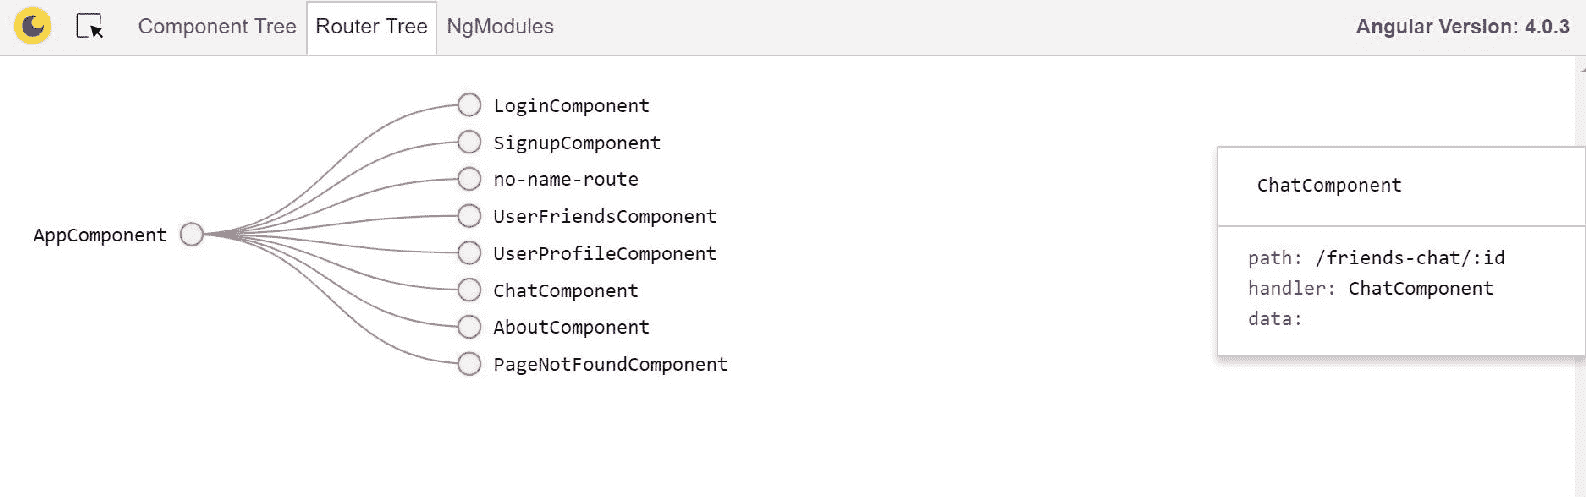 Component Tree Router Tree NgModules Angular Version: 4.0.3
LoginComponent
SignupComponent
no-name-route
UserFriendsComponent
AppComponent
UserProfileComponent
ChatComponent
AboutComponent
PageNotFoundComponent
ChatComponent
path: /friends-chat/:id
handler: ChatComponent
data: